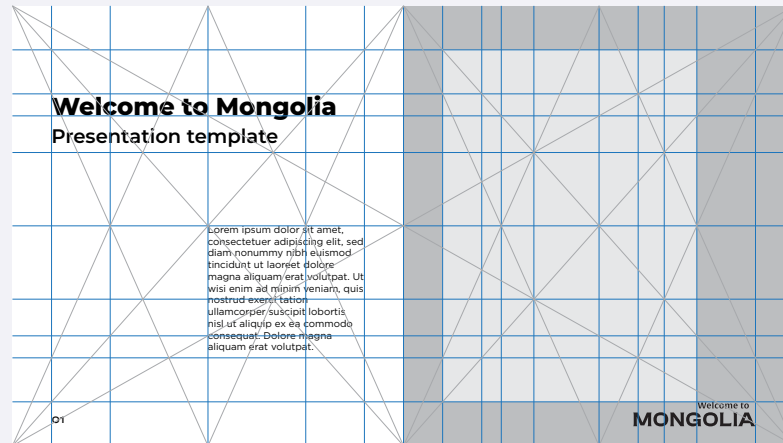 Welcome to Mongolia
Presentation template
Lorem ipsum dolor sit amet,
consectetuer adipiscing elit, sed
diam nonummy nibh euismod
tincidunt ut laoreet dolore
magna aliquam erat volutpat. Ut
wisi enim ad minim veniam, quis
nostrud exerci tation
ullamcorper suscipit lobortis
nisl ut aliquip ex ea commodo
consequat. Dolore magna
aliquam erat volutpat.
01
Welcome to
MONGOLIA